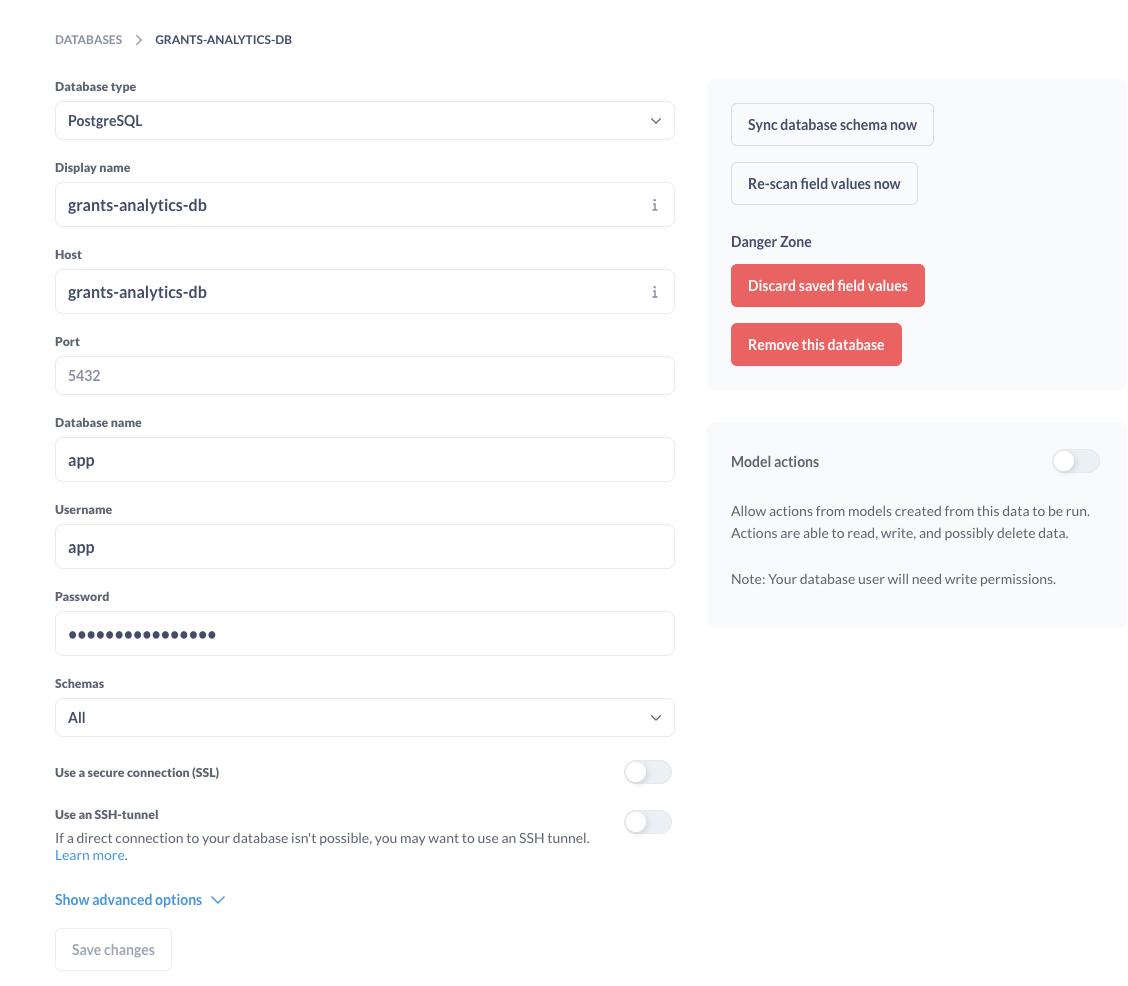 DATABASES > GRANTS-ANALYTICS-DB
Database type
PostgreSQL
Display name
grants-analytics-db
Host
grants-analytics-db
Port
5432
Database name
app
Username
app
Password
●●●●●●●●●●●●●●●●
Schemas
All
Use a secure connection (SSL)
Use an SSH-tunnel
If a direct connection to your database isn't possible, you may want to use an SSH tunnel.
Learn more.
Show advanced options
Save changes
Sync database schema now
Re-scan field values now
Danger Zone
Discard saved field values
Remove this database
Model actions
Allow actions from models created from this data to be run.
Actions are able to read, write, and possibly delete data.
Note: Your database user will need write permissions.